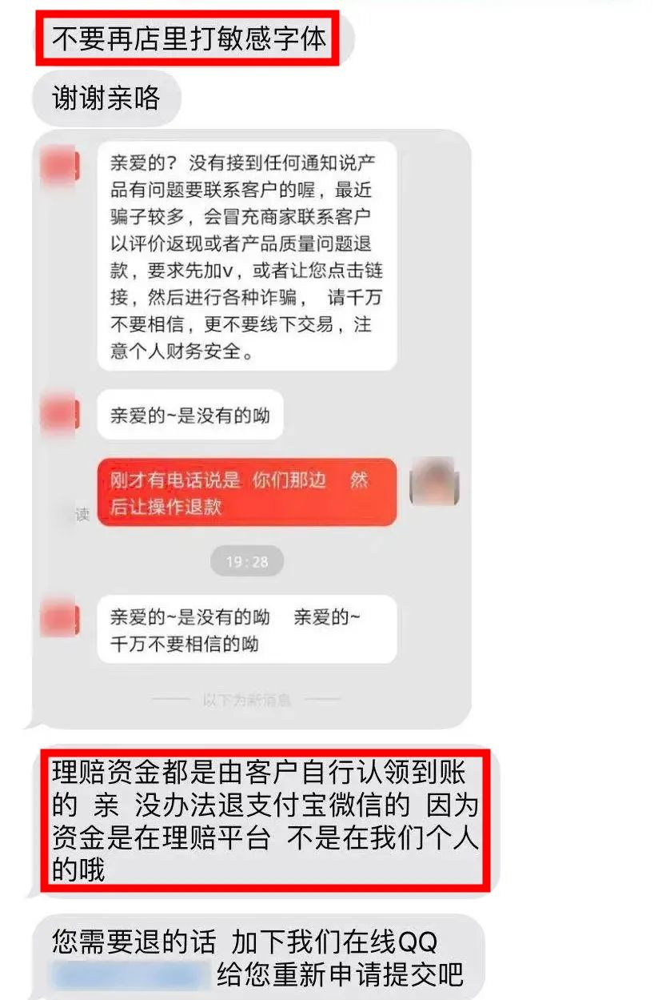 不要再店里打敏感字体
谢谢亲咯
亲爱的？没有接到任何通知说产
品有问题要联系客户的喔，最近
骗子较多，会冒充商家联系客户
以评价返现或者产品质量问题退
款，要求先加v，或者让您点击链
接，然后进行各种诈骗， 请千万
不要相信，更不要线下交易，注
意个人财务安全。
亲爱的~是没有的呦
刚才有电话说是 你们那边 然
后让操作退款
读
19:28
亲爱的~是没有的呦 亲爱的~
千万不要相信的呦
以下为新消息
理赔资金都是由客户自行认领到账
的 亲 没办法退支付宝微信的 因为
资金是在理赔平台 不是在我们个人
的哦
您需要退的话 加下我们在线QQ
给您重新申请提交吧